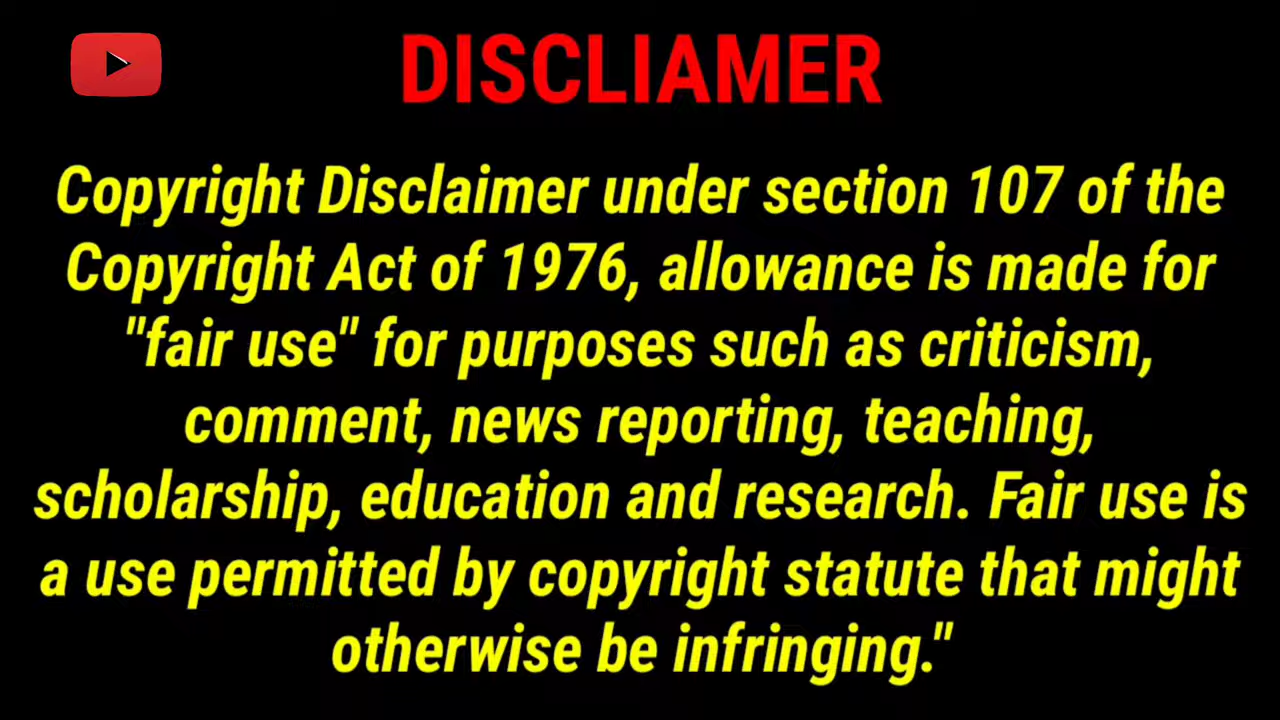 DISCLIAMER
Copyright Disclaimer under section 107 of the
Copyright Act of 1976, allowance is made for
"fair use" for purposes such as criticism,
comment, news reporting, teaching,
scholarship, education and research. Fair use is
a use permitted by copyright statute that might
otherwise be infringing."